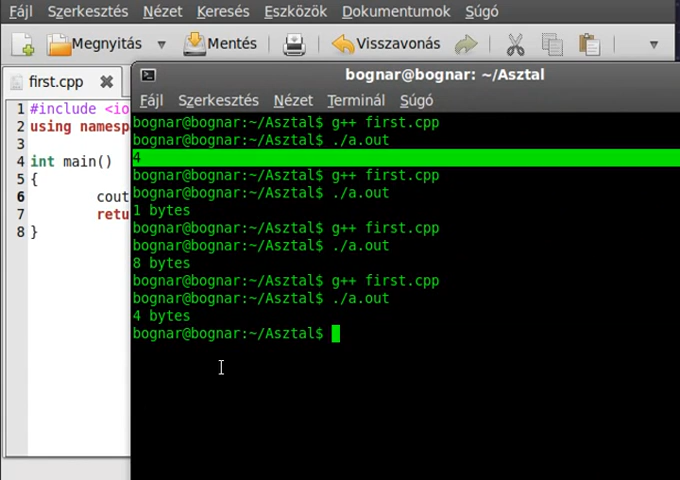 Fájl Szerkesztés Nézet Keresés Eszközök Dokumentumok Súgó
Megnyitás Mentés Visszavonás
first.cpp
bognar@bognar: ~/Asztal
Fájl Szerkesztés Nézet Terminál Súgó
1 #include <io
2 using namesp
3
4 int main()
5 {
6 cout
7 retu
8 }
bognar@bognar:~/Asztal$ g++ first.cpp
bognar@bognar:~/Asztal$ ./a.out
4
bognar@bognar:~/Asztal$ g++ first.cpp
bognar@bognar:~/Asztal$ ./a.out
1 bytes
bognar@bognar:~/Asztal$ g++ first.cpp
bognar@bognar:~/Asztal$ ./a.out
8 bytes
bognar@bognar:~/Asztal$ g++ first.cpp
bognar@bognar:~/Asztal$ ./a.out
4 bytes
bognar@bognar:~/Asztal$